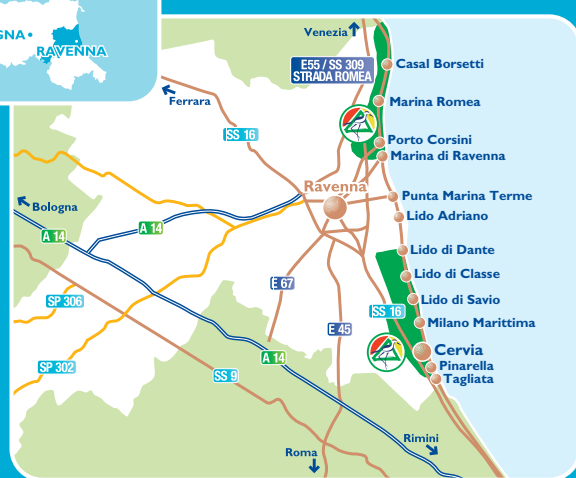 GNA
RAVENNA
Venezia
E55 / SS 309
STRADA ROMEA
Casal Borsetti
Ferrara
Marina Romea
SS 16
Porto Corsini
Marina di Ravenna
Ravenna
Punta Marina Terme
Bologna
Lido Adriano
A 14
A 14
Lido di Dante
Lido di Classe
E 67
SP 306
Lido di Savio
SS 16
Milano Marittima
E 45
Cervia
A 14
SP 302
Pinarella
SS 9
Tagliata
Rimini
Roma